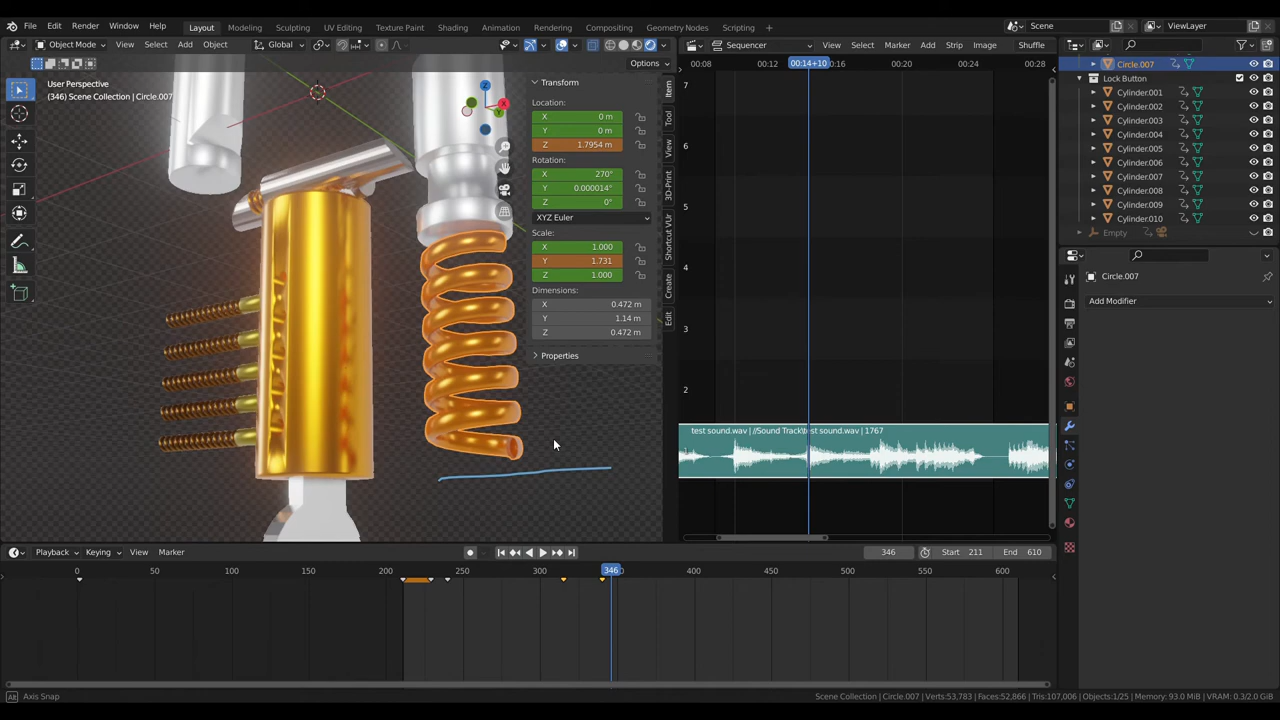 File Edit Render Window Help Layout Modeling Sculpting UV Editing Texture Paint Shading Animation Rendering Compositing Geometry Nodes Scripting + Scene ViewLayer
Object Mode View Select Add Object Global
Options
User Perspective
(346) Scene Collection | Circle.007
Z
X
Y
Transform
Location:
X 0 m
Y 0 m
Z 1.7954 m
Rotation:
X 270°
Y 0.000014°
Z 0°
XYZ Euler
Scale:
X 1.000
Y 1.731
Z 1.000
Dimensions:
X 0.472 m
Y 1.14 m
Z 0.472 m
Properties
Item
Tool
View
3D-Print
Shortcut VUr
Create
Edit
Sequencer View Select Marker Add Strip Image Shuffle
00:08 00:12 00:14+10 00:16 00:20 00:24 00:28
7
6
5
4
3
2
test sound.wav | //Sound Track\test sound.wav | 1767
Circle.007
Lock Button
Cylinder.001
Cylinder.002
Cylinder.003
Cylinder.004
Cylinder.005
Cylinder.006
Cylinder.007
Cylinder.008
Cylinder.009
Cylinder.010
Empty
Circle.007
Add Modifier
Playback Keying View Marker 346 Start 211 End 610
0 50 100 150 200 250 300 346 400 450 500 550 600
Axis Snap
Scene Collection | Circle.007 | Verts:53,783 | Faces:52,866 | Tris:107,006 | Objects:1/25 | Memory: 93.0 MiB | VRAM: 0.3/2.0 GiB